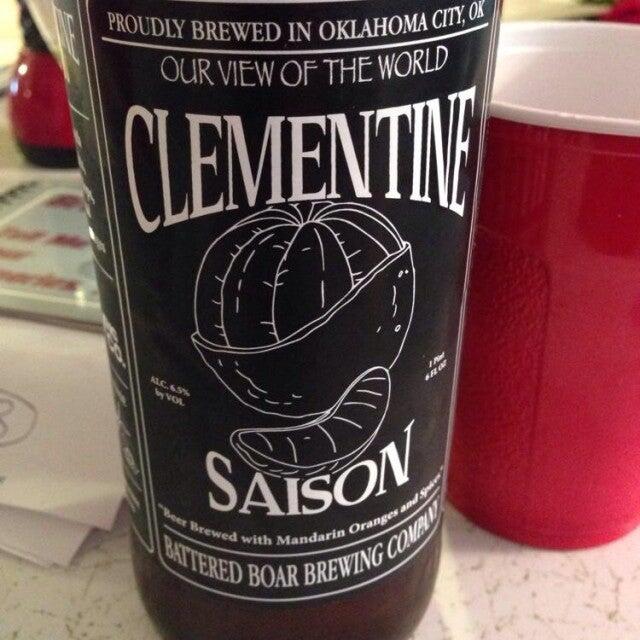 PROUDLY BREWED IN OKLAHOMA CITY, OK
OUR VIEW OF THE WORLD
CLEMENTINE
ALC. 6.5%
by VOL
1 Pint
6 Fl. Oz
SAISON
"Beer Brewed with Mandarin Oranges and Spices"
BATTERED BOAR BREWING COMPANY